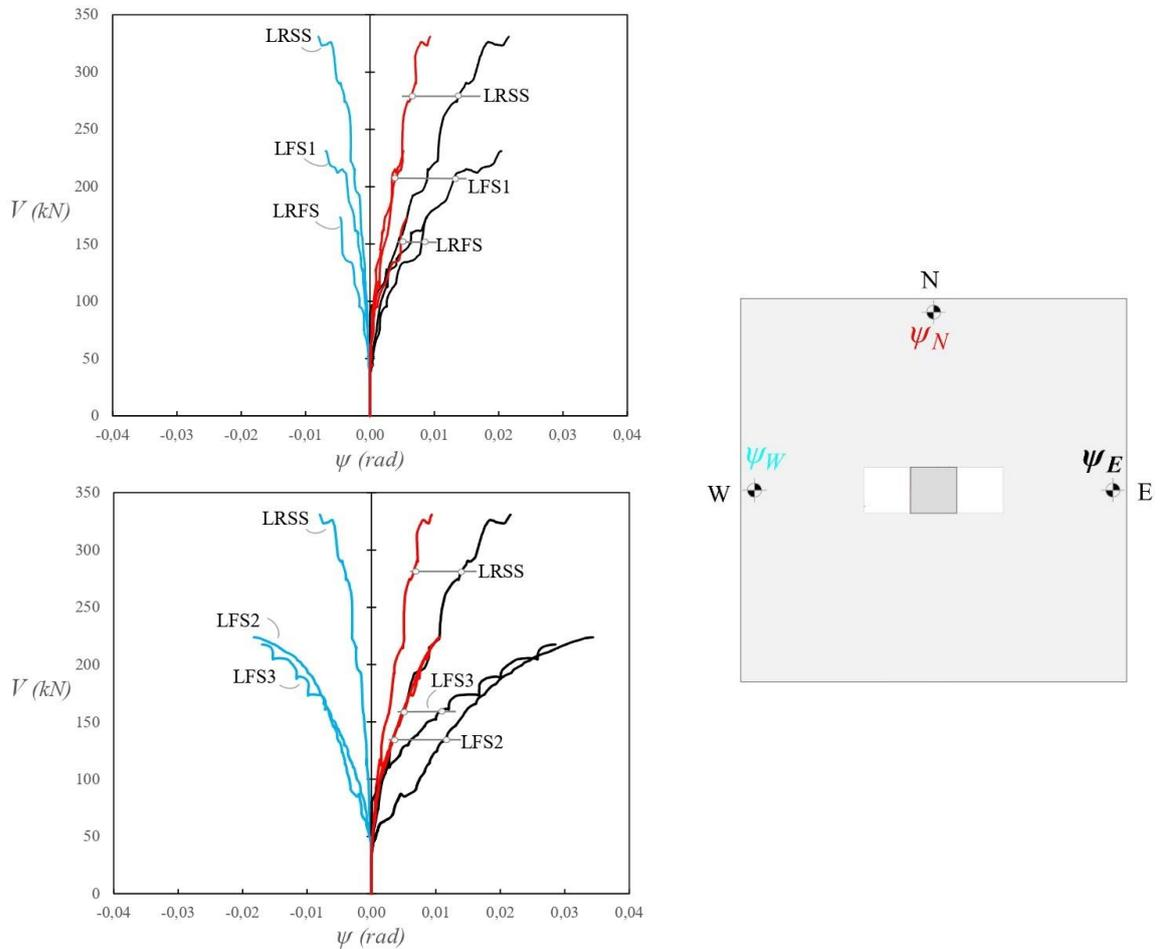 350
LRSS
300
LRSS
250
LFS1
200
LFS1
V (kN)
LRFS
150
LRFS
100
50
0
-0,04 -0,03 -0,02 -0,01 0,00 0,01 0,02 0,03 0,04
ψ (rad)
350
LRSS
300
LRSS
250
LFS2
200
LFS3
LFS3
V (kN)
150
LFS2
100
50
0
-0,04 -0,03 -0,02 -0,01 0,00 0,01 0,02 0,03 0,04
ψ (rad)
N
ψN
ψW
ψE
W
E